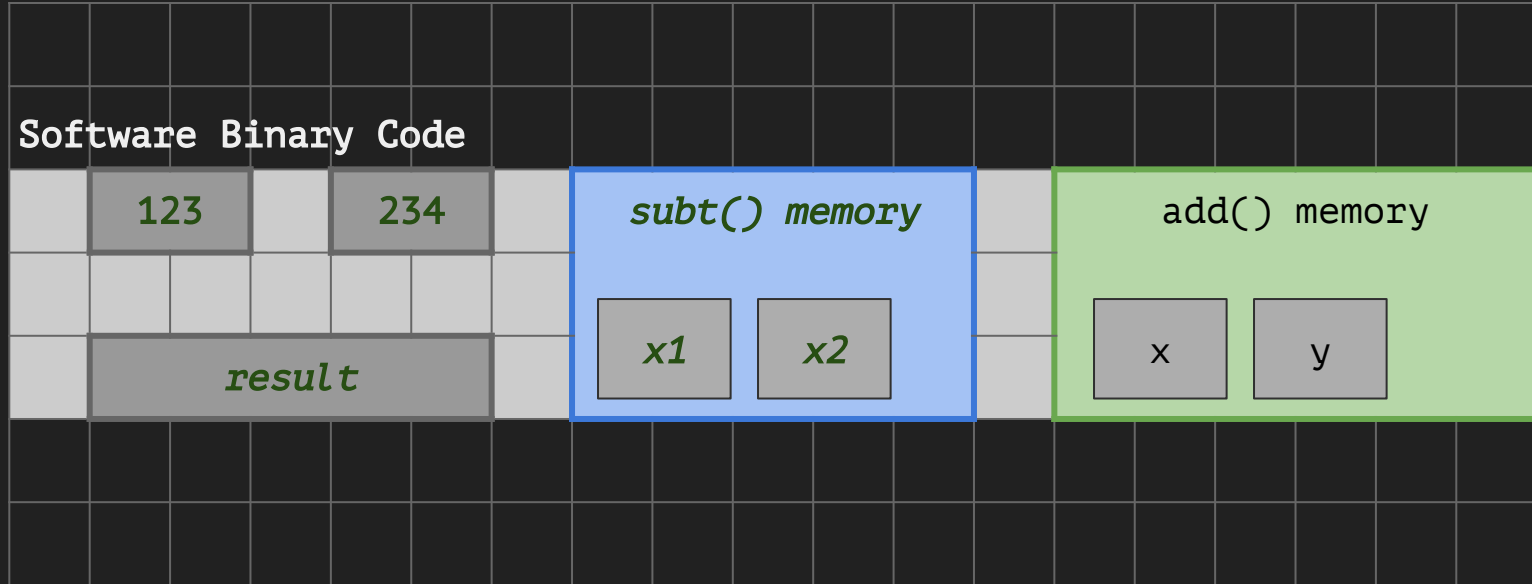 Software Binary Code
123
234
subt() memory
add() memory
x1
x2
x
y
result